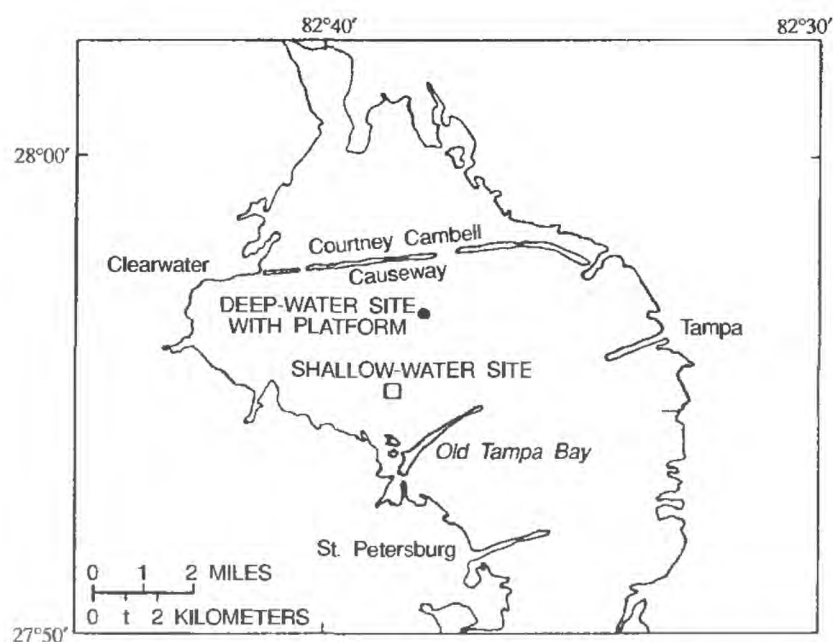 82°40' 82°30'
28°00'
Courtney Cambell
Clearwater
Causeway
DEEP-WATER SITE
WITH PLATFORM
Tampa
SHALLOW-WATER SITE
Old Tampa Bay
St. Petersburg
0 1 2 MILES
0 t 2 KILOMETERS
27°50'